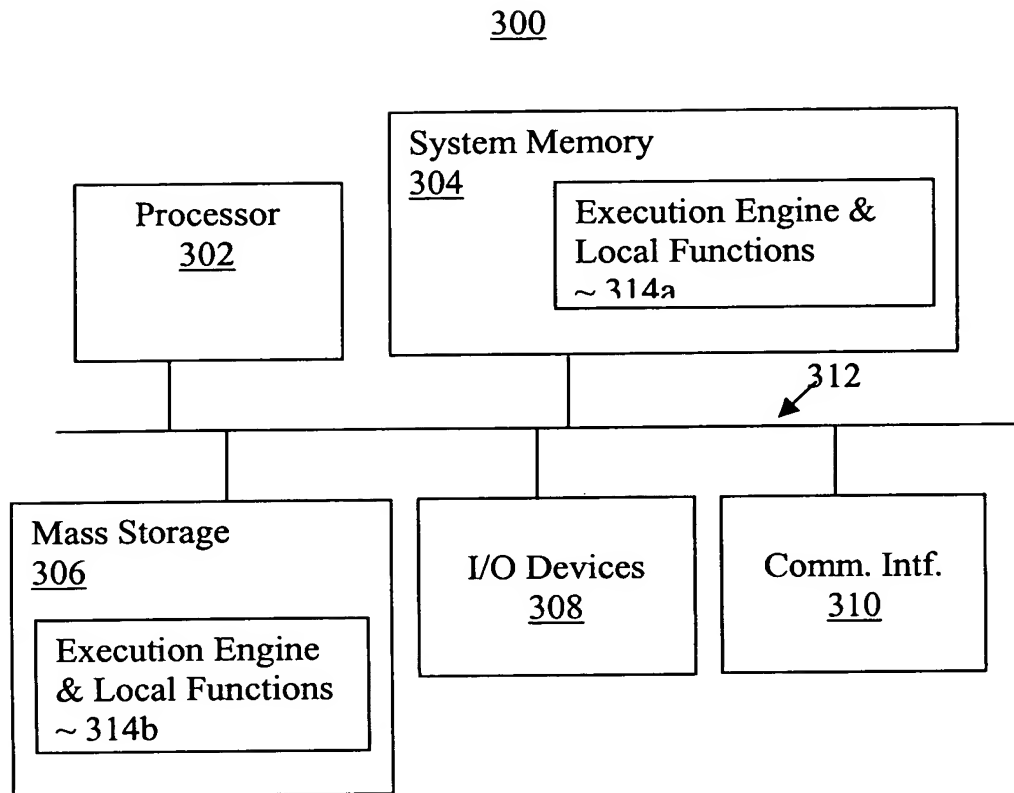 300
System Memory
304
Execution Engine &
Local Functions
~ 314a
Processor
302
312
Mass Storage
306
Execution Engine
& Local Functions
~ 314b
I/O Devices
308
Comm. Intf.
310